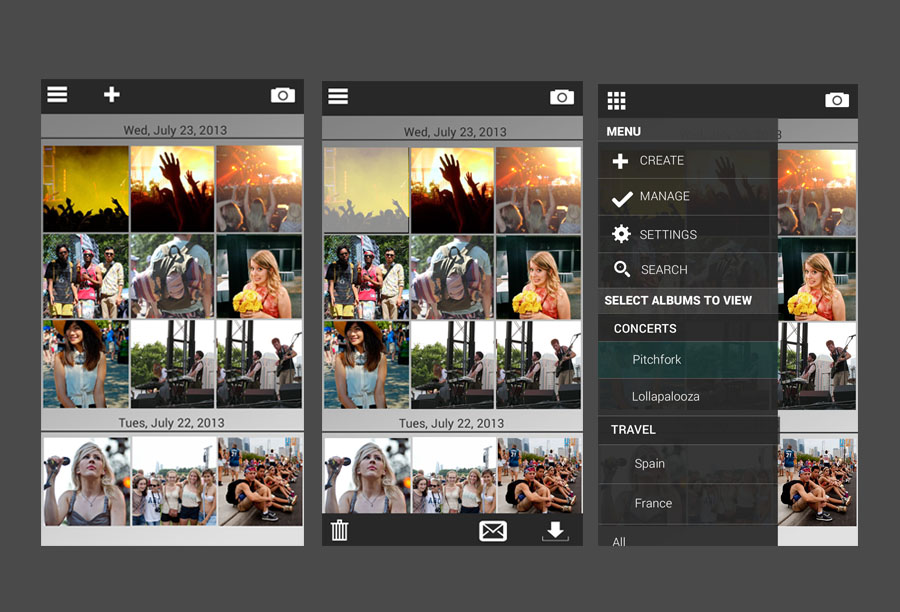 Wed, July 23, 2013
Tues, July 22, 2013
Wed, July 23, 2013
Tues, July 22, 2013
MENU
CREATE
MANAGE
SETTINGS
SEARCH
SELECT ALBUMS TO VIEW
CONCERTS
Pitchfork
Lollapalooza
TRAVEL
Spain
France
All